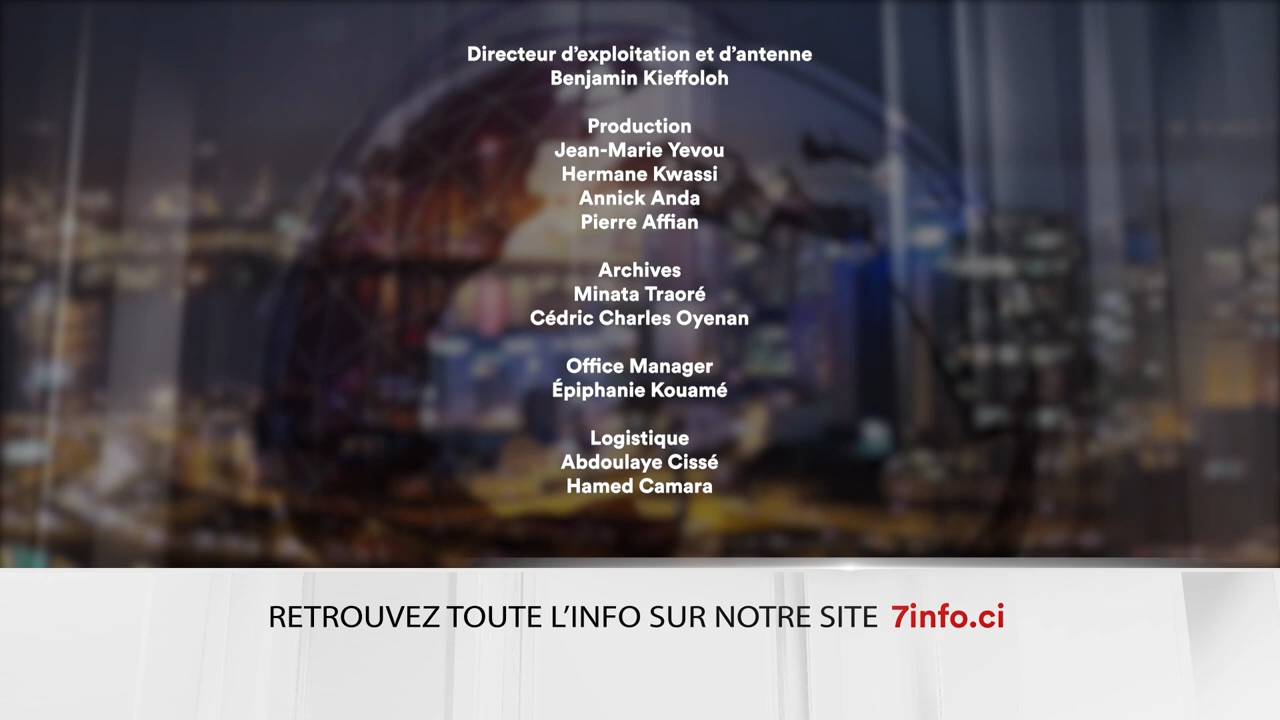 Directeur d’exploitation et d’antenne
Benjamin Kieffoloh
Production
Jean-Marie Yevou
Hermane Kwassi
Annick Anda
Pierre Affian
Archives
Minata Traoré
Cédric Charles Oyenan
Office Manager
Épiphanie Kouamé
Logistique
Abdoulaye Cissé
Hamed Camara
RETROUVEZ TOUTE L’INFO SUR NOTRE SITE 7info.ci